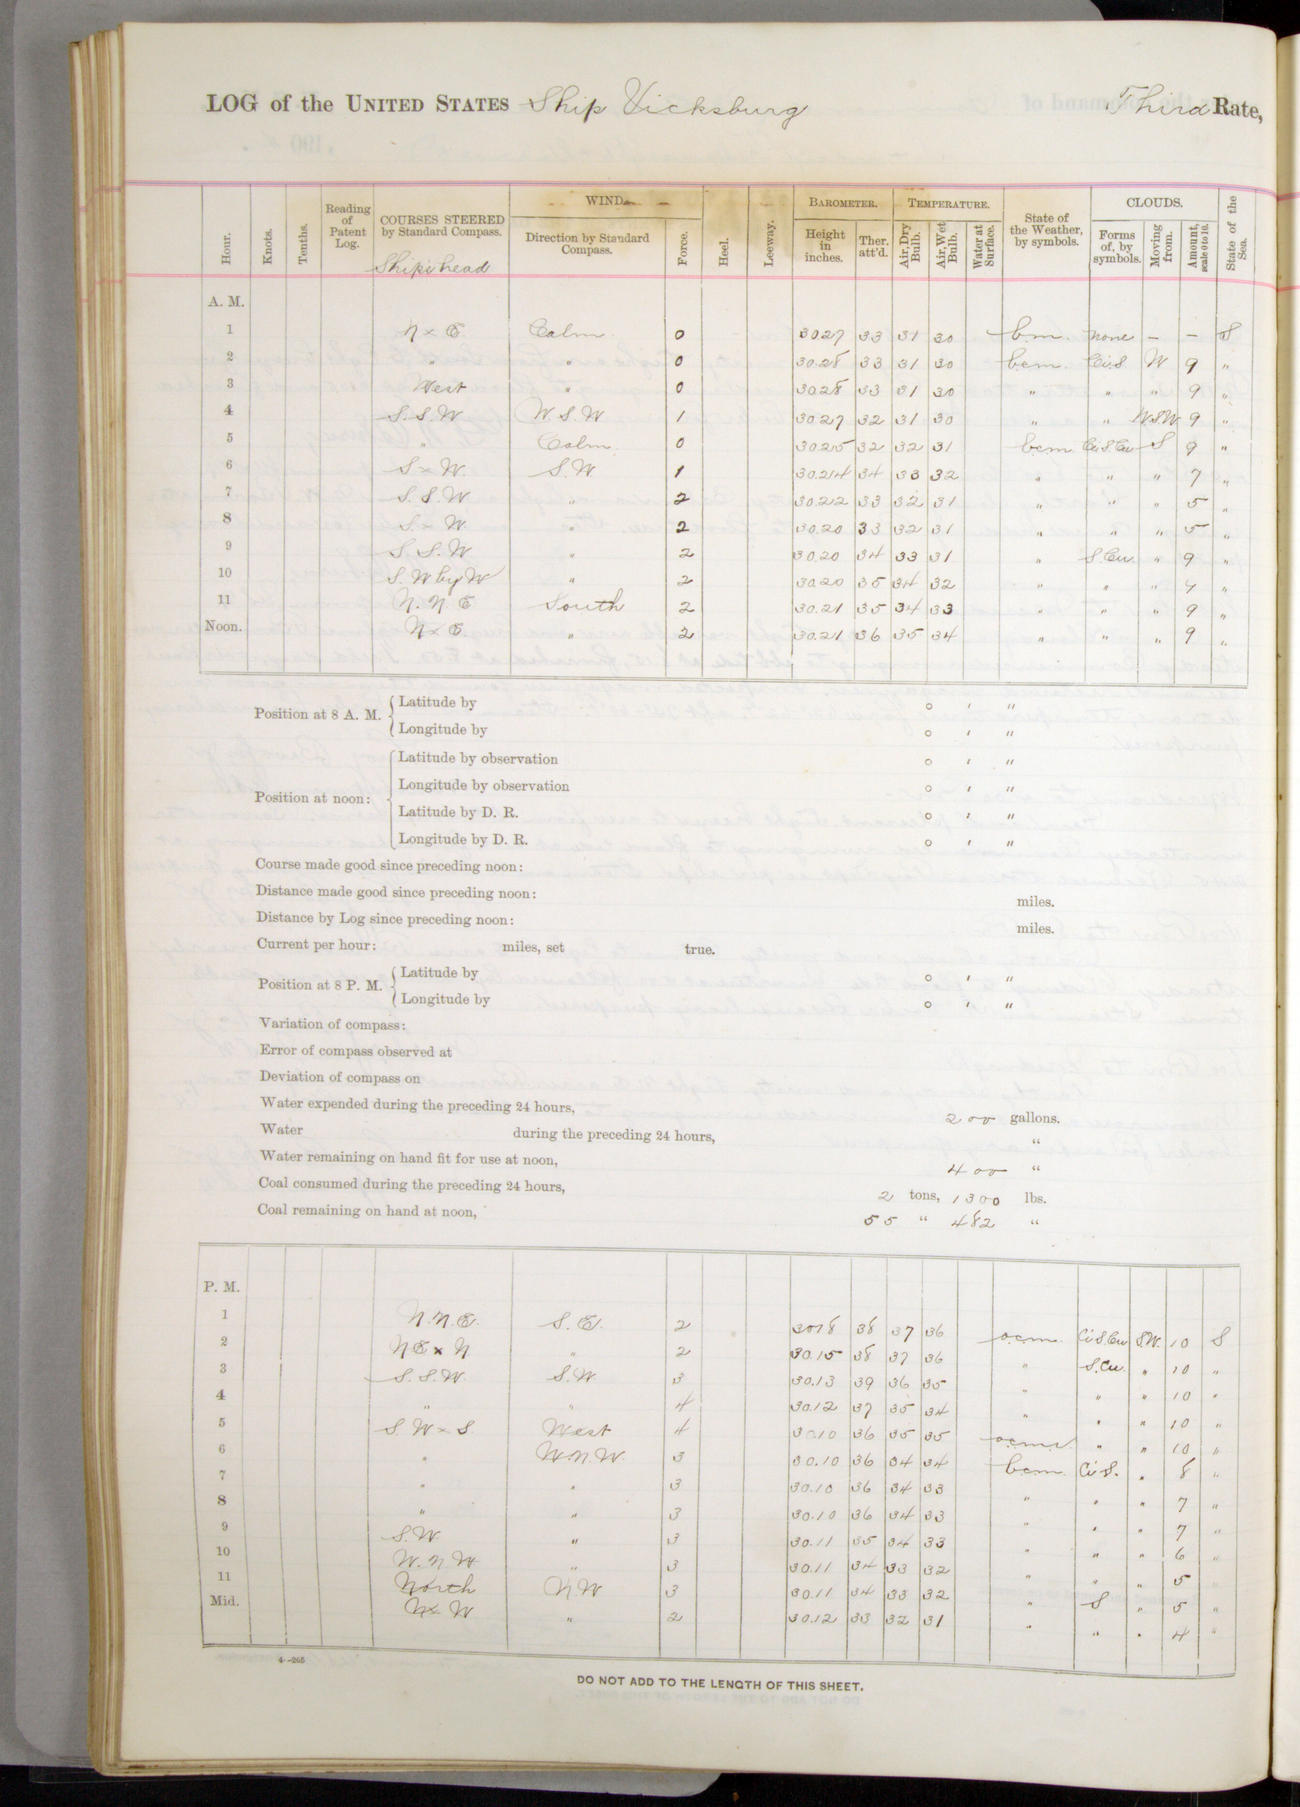 LOG of the UNITED STATES Ship Vicksburg Third Rate,
Hour. Knots. Tenths. Reading of Patent Log. COURSES STEERED by Standard Compass. WIND. Direction by Standard Compass. Force. Heel. Leeway. BAROMETER. Height in inches. Ther. att'd. TEMPERATURE. Air, Dry Bulb. Air, Wet Bulb. Water at Surface. State of the Weather, by symbols. CLOUDS. Forms of, by symbols. Moving from. Amount, scale 0 to 10. State of the Sea.
Ship's head
A. M.
1 N x E. Calm. 0 30.27 33 31 30 bm. none — — S
2 " " 0 30.28 33 31 30 bcm. Ci.S. W 9 "
3 West " 0 30.28 33 31 30 " " " 9 "
4 S.S.W W.S.W 1 30.27 32 31 30 " " W.S.W 9 "
5 " Calm. 0 30.25 32 32 31 bcm. Ci.S.Cu S 9 "
6 S x W. S.W. 1 30.24 34 33 32 " " " 7 "
7 S.S.W. " 2 30.22 33 32 31 " " " 5 "
8 S x W. " 2 30.20 33 32 31 " " " 5 "
9 S.S.W. " 2 30.20 34 33 31 " S.Cu. " 9 "
10 S.W by W " 2 30.20 35 34 32 " " " "
11 N.N.E South 2 30.21 35 34 33 " " " 9 "
Noon. N x E. " 2 30.21 36 35 34 " " " 9 "
Position at 8 A. M. Latitude by ° ′ ″
Longitude by ° ′ ″
Position at noon: Latitude by observation ° ′ ″
Longitude by observation ° ′ ″
Latitude by D. R. ° ′ ″
Longitude by D. R. ° ′ ″
Course made good since preceding noon:
Distance made good since preceding noon: miles.
Distance by Log since preceding noon: miles.
Current per hour: miles, set true.
Position at 8 P. M. Latitude by ° ′ ″
Longitude by ° ′ ″
Variation of compass:
Error of compass observed at
Deviation of compass on
Water expended during the preceding 24 hours, 200 gallons.
Water during the preceding 24 hours, "
Water remaining on hand fit for use at noon, 400 "
Coal consumed during the preceding 24 hours, 2 tons, 1300 lbs.
Coal remaining on hand at noon, 55 " 482 "
P. M.
1 N.N.E. S.E. 2 30.18 38 37 36 ocm. Ci.S.Cu S.W. 10 S
2 NE x N " 2 30.15 38 37 36 " S.Cu. " 10 "
3 S.S.W. S.W. 3 30.13 39 36 35 " " " 10 "
4 " " 4 30.12 37 35 34 " " " 10 "
5 S.W x S West 4 30.10 36 35 35 " " 10 "
6 " W.N.W. 3 30.10 36 34 34 bcm. Ci.S. " 8 "
7 " " 3 30.10 36 34 33 " " " 7 "
8 " " 3 30.10 36 34 33 " " " 7 "
9 S.W " 3 30.11 35 34 33 " " " 6 "
10 W.N.W. " 3 30.11 34 33 32 " " " 5 "
11 North N.W 3 30.11 34 33 32 " S " 5 "
Mid. N x W " 2 30.12 33 32 31 " " " 4 "
4—265
DO NOT ADD TO THE LENGTH OF THIS SHEET.